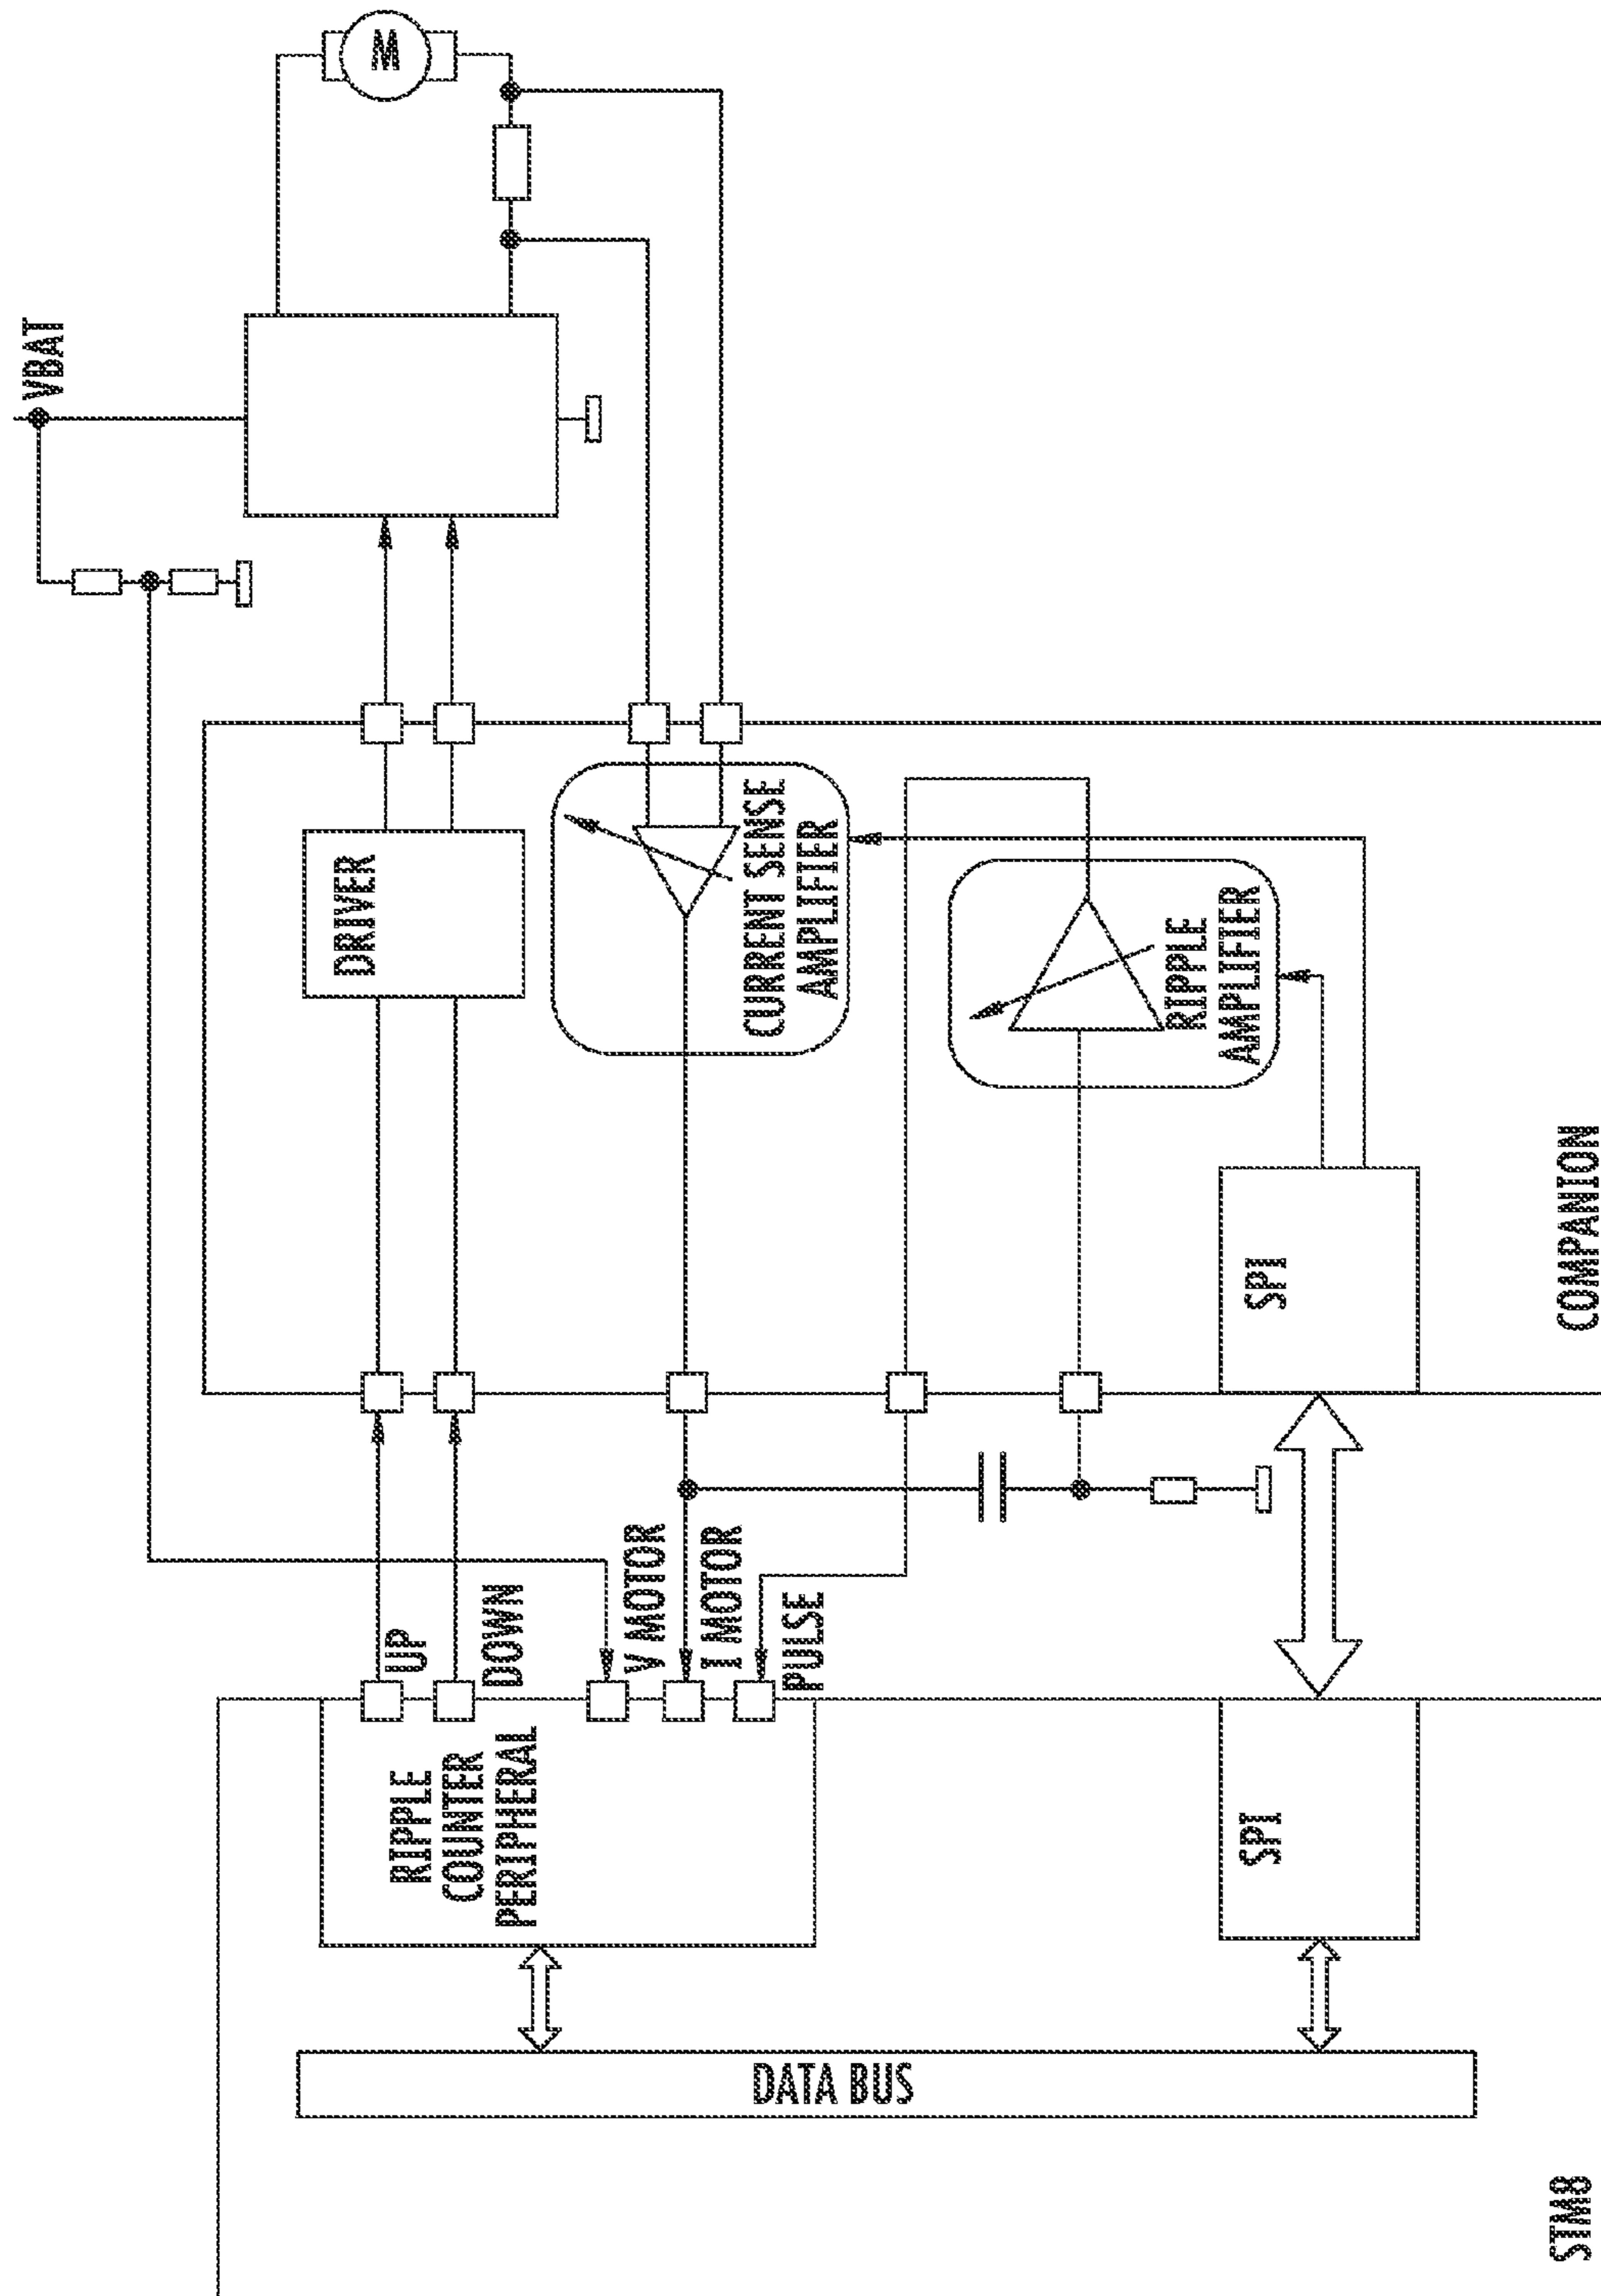 M
VBAT
DRIVER
CURRENT SENSE
AMPLIFIER
RIPPLE
AMPLIFIER
SPI
COMPANION
UP
DOWN
V MOTOR
I MOTOR
PULSE
RIPPLE
COUNTER
PERIPHERAL
SPI
DATA BUS
STM8